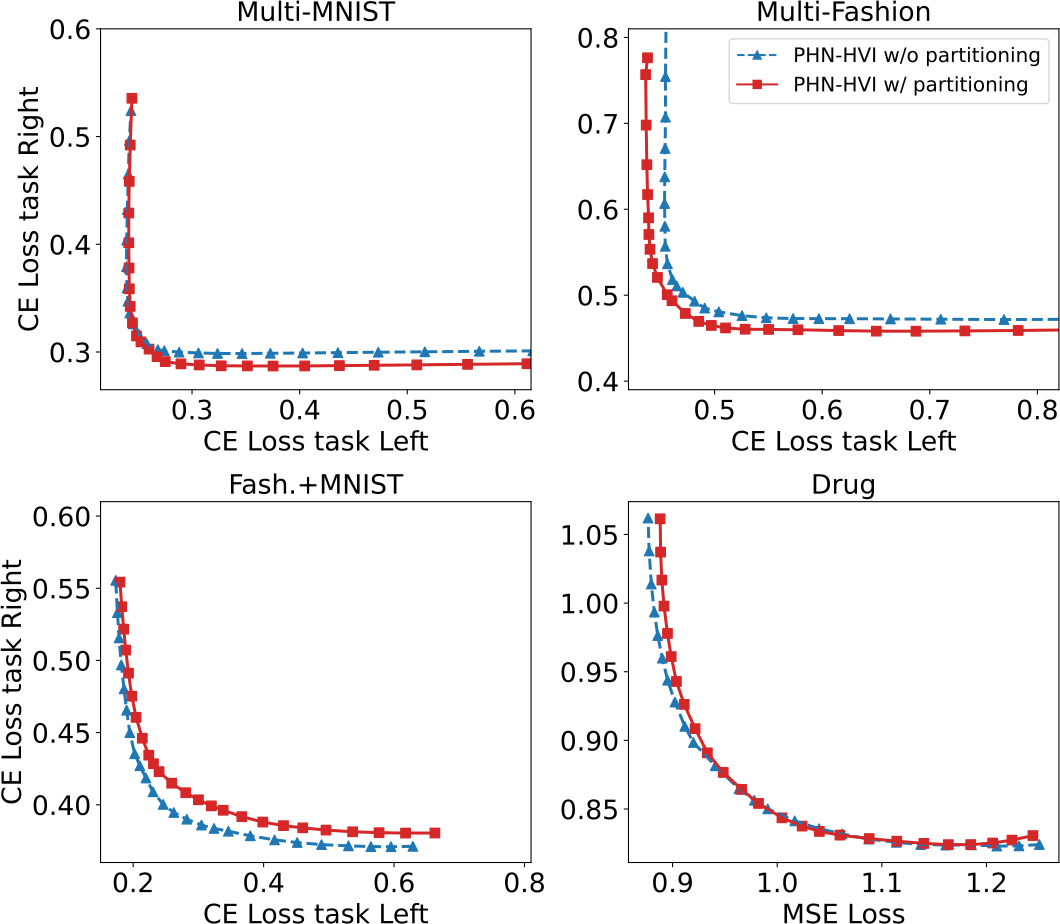 Multi-MNIST
0.6
0.5
0.4
0.3
CE Loss task Right
0.3 0.4 0.5 0.6
CE Loss task Left
Multi-Fashion
PHN-HVI w/o partitioning
PHN-HVI w/ partitioning
0.8
0.7
0.6
0.5
0.4
0.5 0.6 0.7 0.8
CE Loss task Left
Fash.+MNIST
0.60
0.55
0.50
0.45
0.40
CE Loss task Right
0.2 0.4 0.6 0.8
CE Loss task Left
Drug
1.05
1.00
0.95
0.90
0.85
0.9 1.0 1.1 1.2
MSE Loss